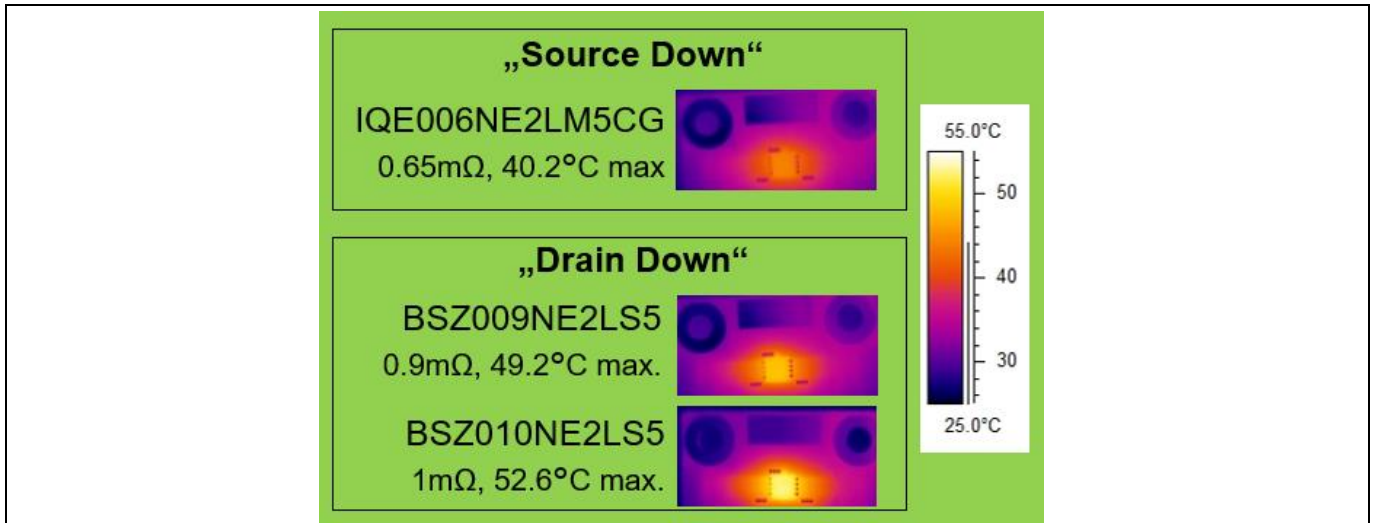 „Source Down“
IQE006NE2LM5CG
0.65mΩ, 40.2°C max
„Drain Down“
BSZ009NE2LS5
0.9mΩ, 49.2°C max.
BSZ010NE2LS5
1mΩ, 52.6°C max.
55.0°C
50
40
30
25.0°C